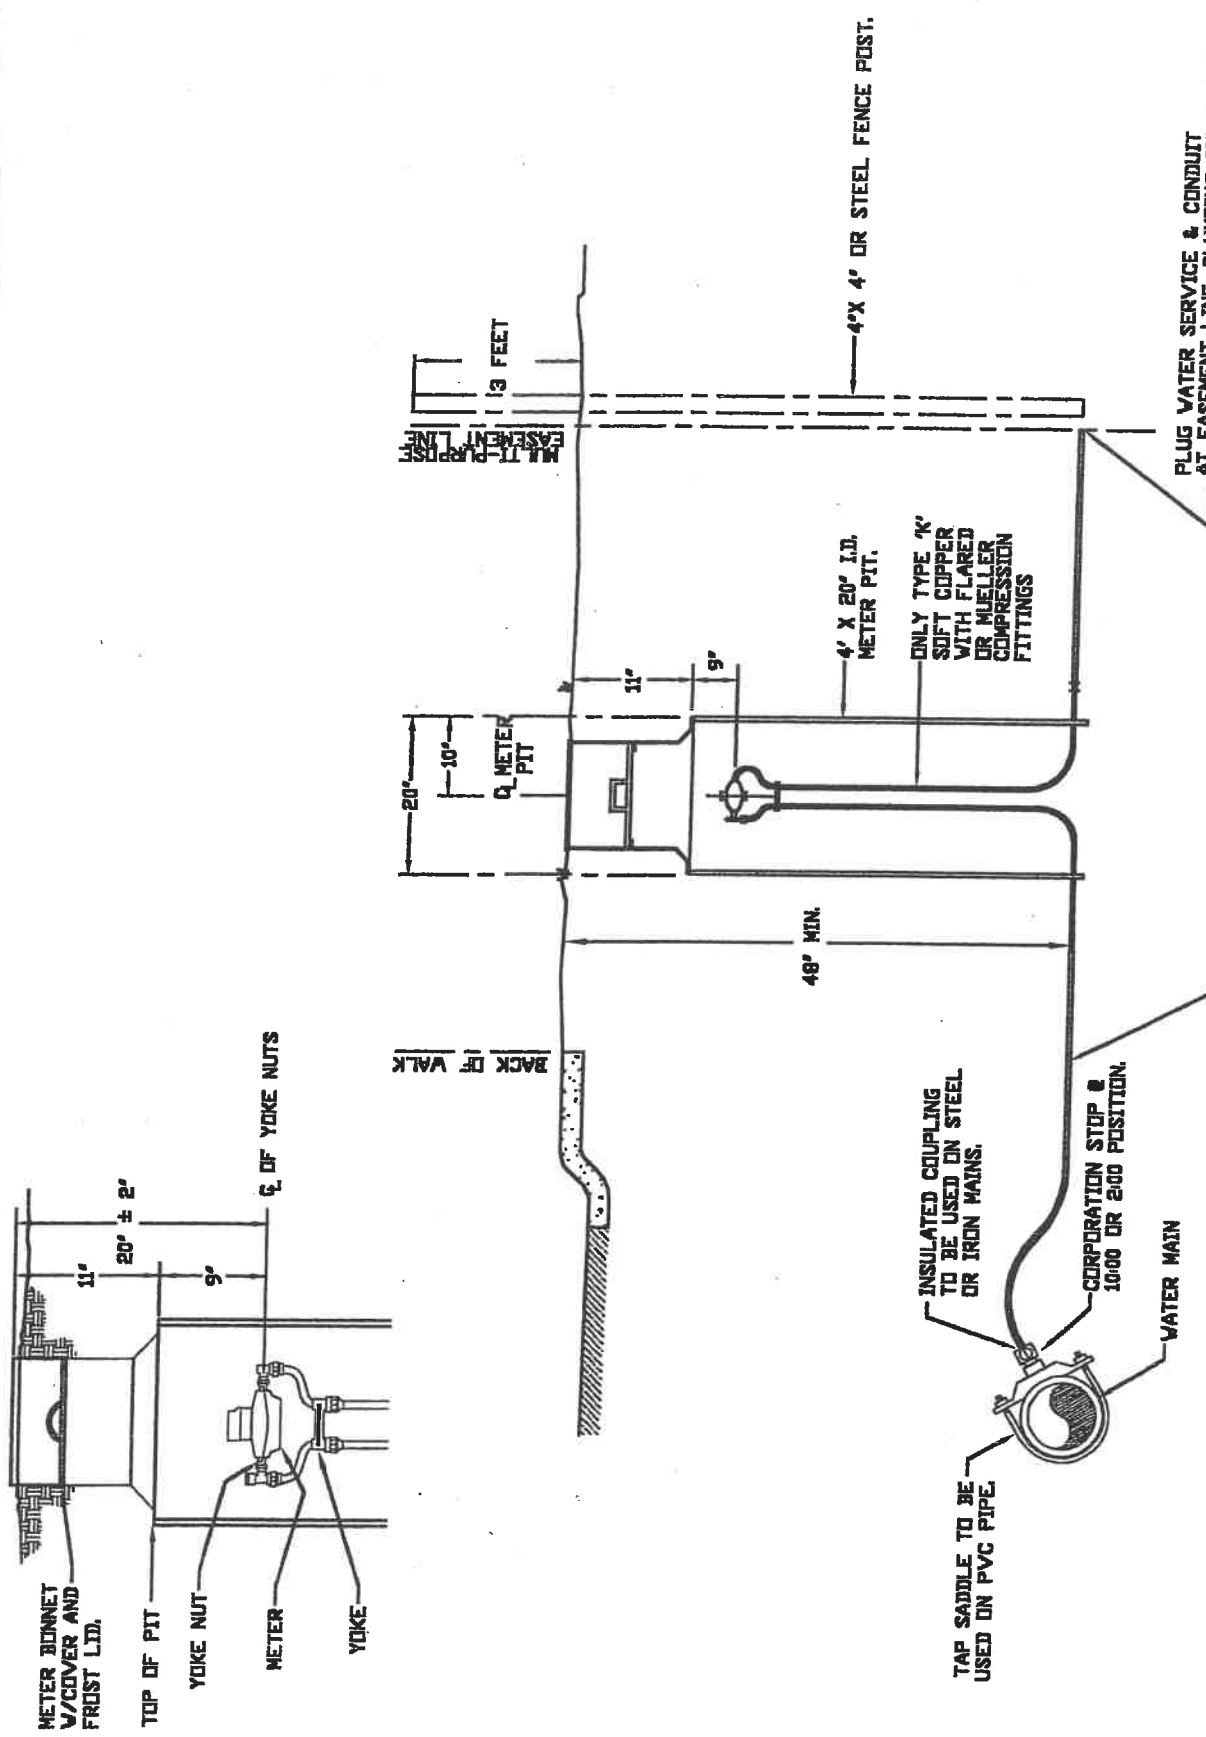 METER BONNET
W/COVER AND
FROST LID.
TOP OF PIT
YOKE NUT
METER
YOKE
11"
20" ± 2"
9"
℄ OF YOKE NUTS
BACK OF WALK
20"
10"
℄ METER
PIT
11"
9"
48" MIN.
MULTI-PURPOSE
EASEMENT LINE
3 FEET
4"X 4" OR STEEL FENCE POST.
4' X 20" I.D.
METER PIT.
ONLY TYPE 'K'
SOFT COPPER
WITH FLARED
OR MUELLER
COMPRESSION
FITTINGS
INSULATED COUPLING
TO BE USED ON STEEL
OR IRON MAINS.
CORPORATION STOP @
10:00 OR 2:00 POSITION.
WATER MAIN
TAP SADDLE TO BE
USED ON PVC PIPE.
PLUG WATER SERVICE & CONDUIT
AT EASEMENT LINE.